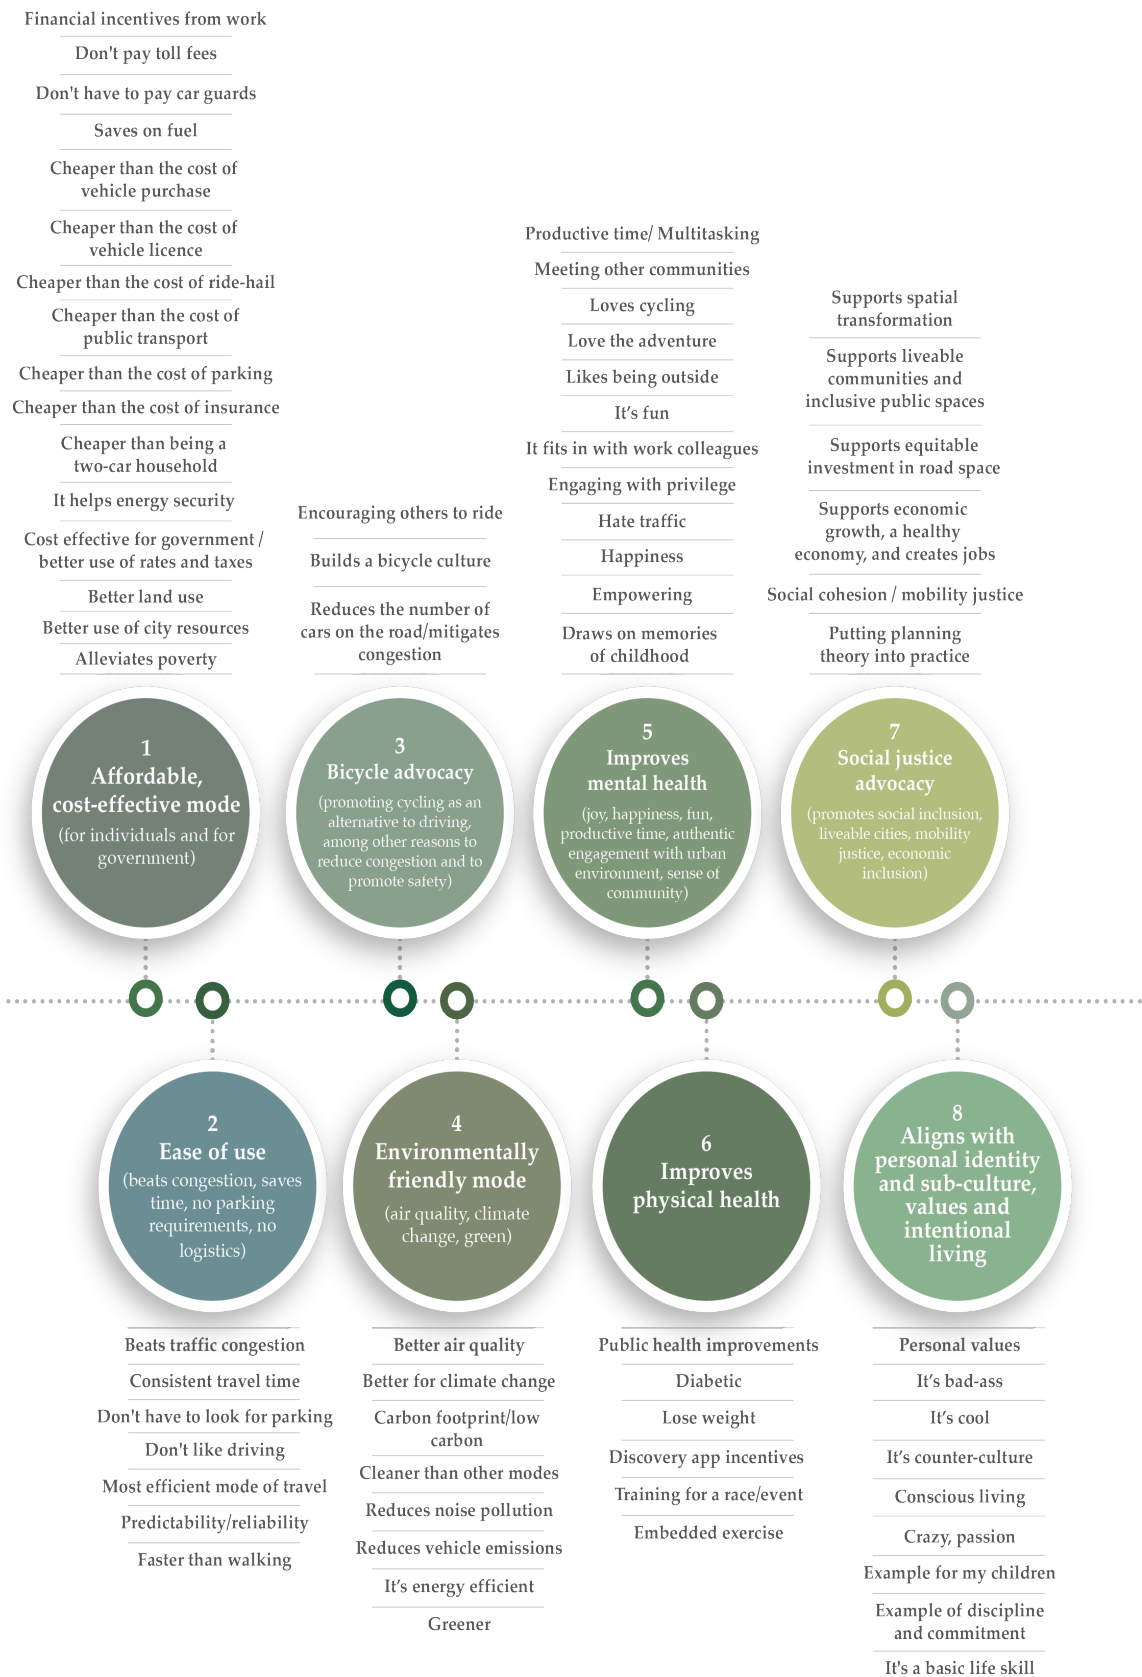 Financial incentives from work
Don't pay toll fees
Don't have to pay car guards
Saves on fuel
Cheaper than the cost of
vehicle purchase
Cheaper than the cost of
vehicle licence
Cheaper than the cost of ride-hail
Cheaper than the cost of
public transport
Cheaper than the cost of parking
Cheaper than the cost of insurance
Cheaper than being a
two-car household
It helps energy security
Cost effective for government /
better use of rates and taxes
Better land use
Better use of city resources
Alleviates poverty
1
Affordable,
cost-effective mode
(for individuals and for
government)
Encouraging others to ride
Builds a bicycle culture
Reduces the number of
cars on the road/mitigates
congestion
3
Bicycle advocacy
(promoting cycling as an
alternative to driving,
among other reasons to
reduce congestion and to
promote safety)
Productive time/ Multitasking
Meeting other communities
Loves cycling
Love the adventure
Likes being outside
It’s fun
It fits in with work colleagues
Engaging with privilege
Hate traffic
Happiness
Empowering
Draws on memories
of childhood
5
Improves
mental health
(joy, happiness, fun,
productive time, authentic
engagement with urban
environment, sense of
community)
Supports spatial
transformation
Supports liveable
communities and
inclusive public spaces
Supports equitable
investment in road space
Supports economic
growth, a healthy
economy, and creates jobs
Social cohesion / mobility justice
Putting planning
theory into practice
7
Social justice
advocacy
(promotes social inclusion,
liveable cities, mobility
justice, economic
inclusion)
2
Ease of use
(beats congestion, saves
time, no parking
requirements, no
logistics)
Beats traffic congestion
Consistent travel time
Don't have to look for parking
Don't like driving
Most efficient mode of travel
Predictability/reliability
Faster than walking
4
Environmentally
friendly mode
(air quality, climate
change, green)
Better air quality
Better for climate change
Carbon footprint/low
carbon
Cleaner than other modes
Reduces noise pollution
Reduces vehicle emissions
It’s energy efficient
Greener
6
Improves
physical health
Public health improvements
Diabetic
Lose weight
Discovery app incentives
Training for a race/event
Embedded exercise
8
Aligns with
personal identity
and sub-culture,
values and
intentional
living
Personal values
It’s bad-ass
It’s cool
It’s counter-culture
Conscious living
Crazy, passion
Example for my children
Example of discipline
and commitment
It's a basic life skill